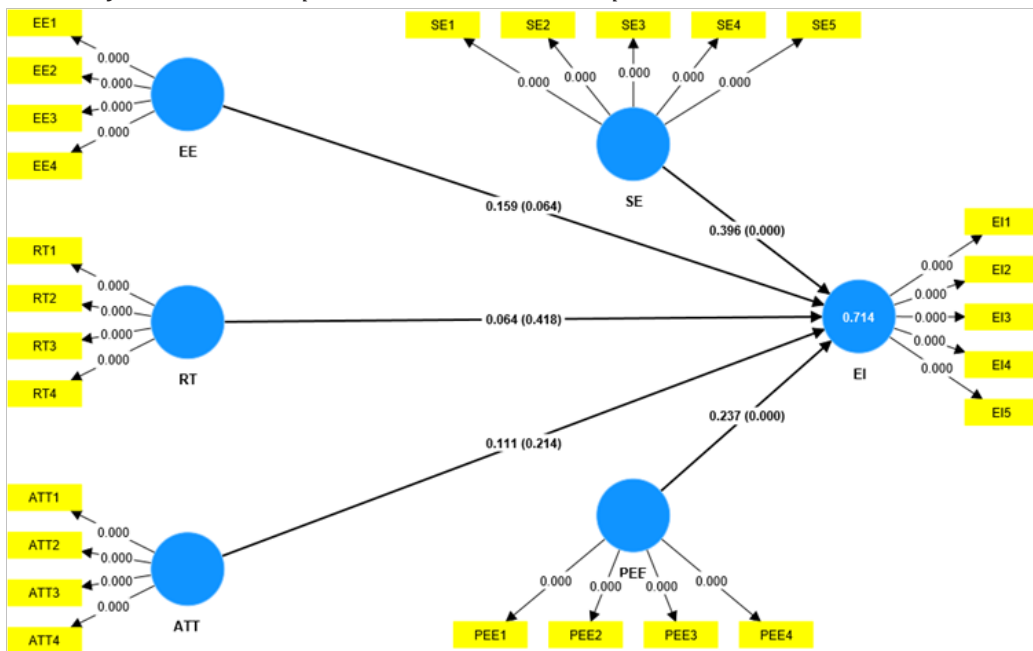 EE1
EE2
EE3
EE4
0.000
0.000
0.000
0.000
EE
SE1
SE2
SE3
SE4
SE5
0.000
0.000
0.000
0.000
0.000
SE
0.159 (0.064)
0.396 (0.000)
RT1
RT2
RT3
RT4
0.000
0.000
0.000
0.000
RT
0.064 (0.418)
0.714
EI
EI1
EI2
EI3
EI4
EI5
0.000
0.000
0.000
0.000
0.000
0.111 (0.214)
0.237 (0.000)
ATT1
ATT2
ATT3
ATT4
0.000
0.000
0.000
0.000
ATT
PEE
0.000
0.000
0.000
0.000
PEE1
PEE2
PEE3
PEE4